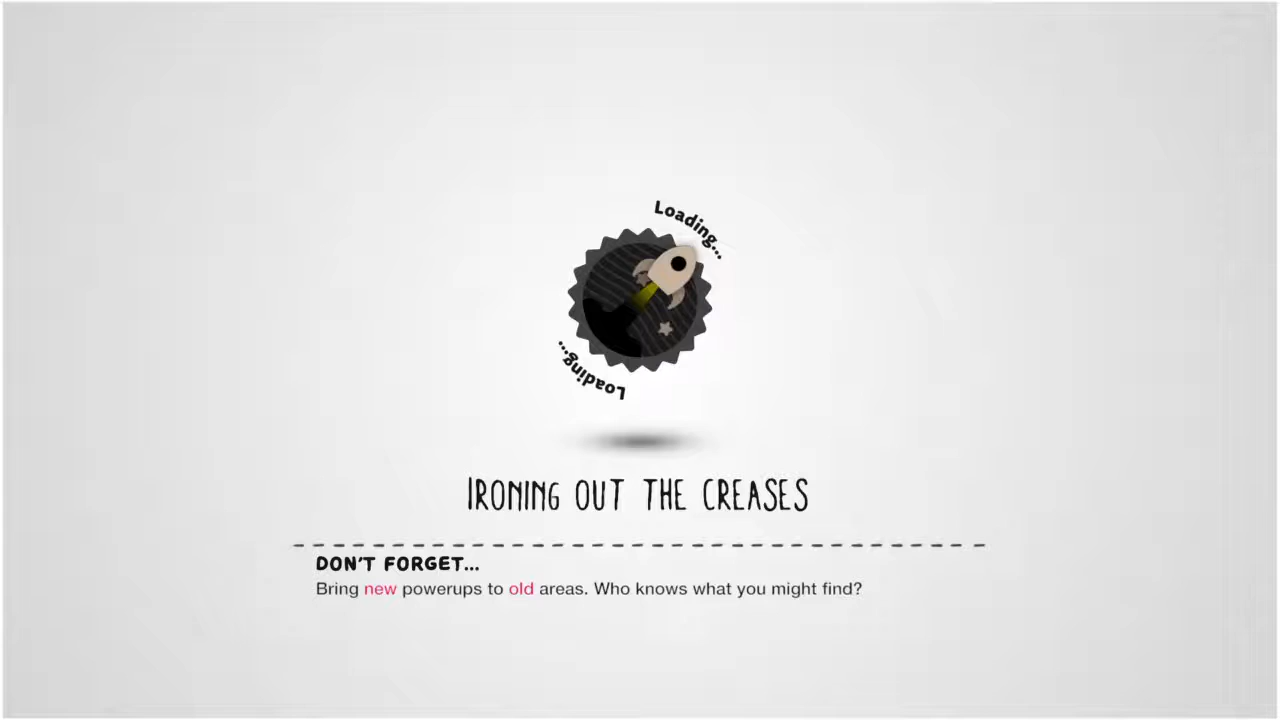 Loading...
Loading...
IRONING OUT THE CREASES
DON'T FORGET...
Bring new powerups to old areas. Who knows what you might find?